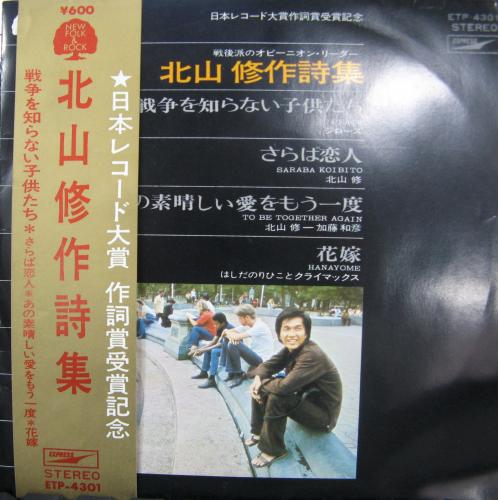 ¥600
NEW
FOLK &
ROCK
北山修作詩集
戦争を知らない子供たち*さらば恋人*あの素晴しい愛をもう一度*花嫁
★日本レコード大賞 作詞賞受賞記念
EXPRESS
STEREO
ETP-4301
日本レコード大賞作詞賞受賞記念
ETP-4301
STEREO
EXPRESS
戦後派のオピーニオン・リーダー
北山 修作詩集
戦争を知らない子供たち
ジローズ
さらば恋人
SARABA KOIBITO
北山 修
の素晴しい愛をもう一度
TO BE TOGETHER AGAIN
北山 修―加藤和彦
花嫁
HANAYOME
はしだのりひことクライマックス